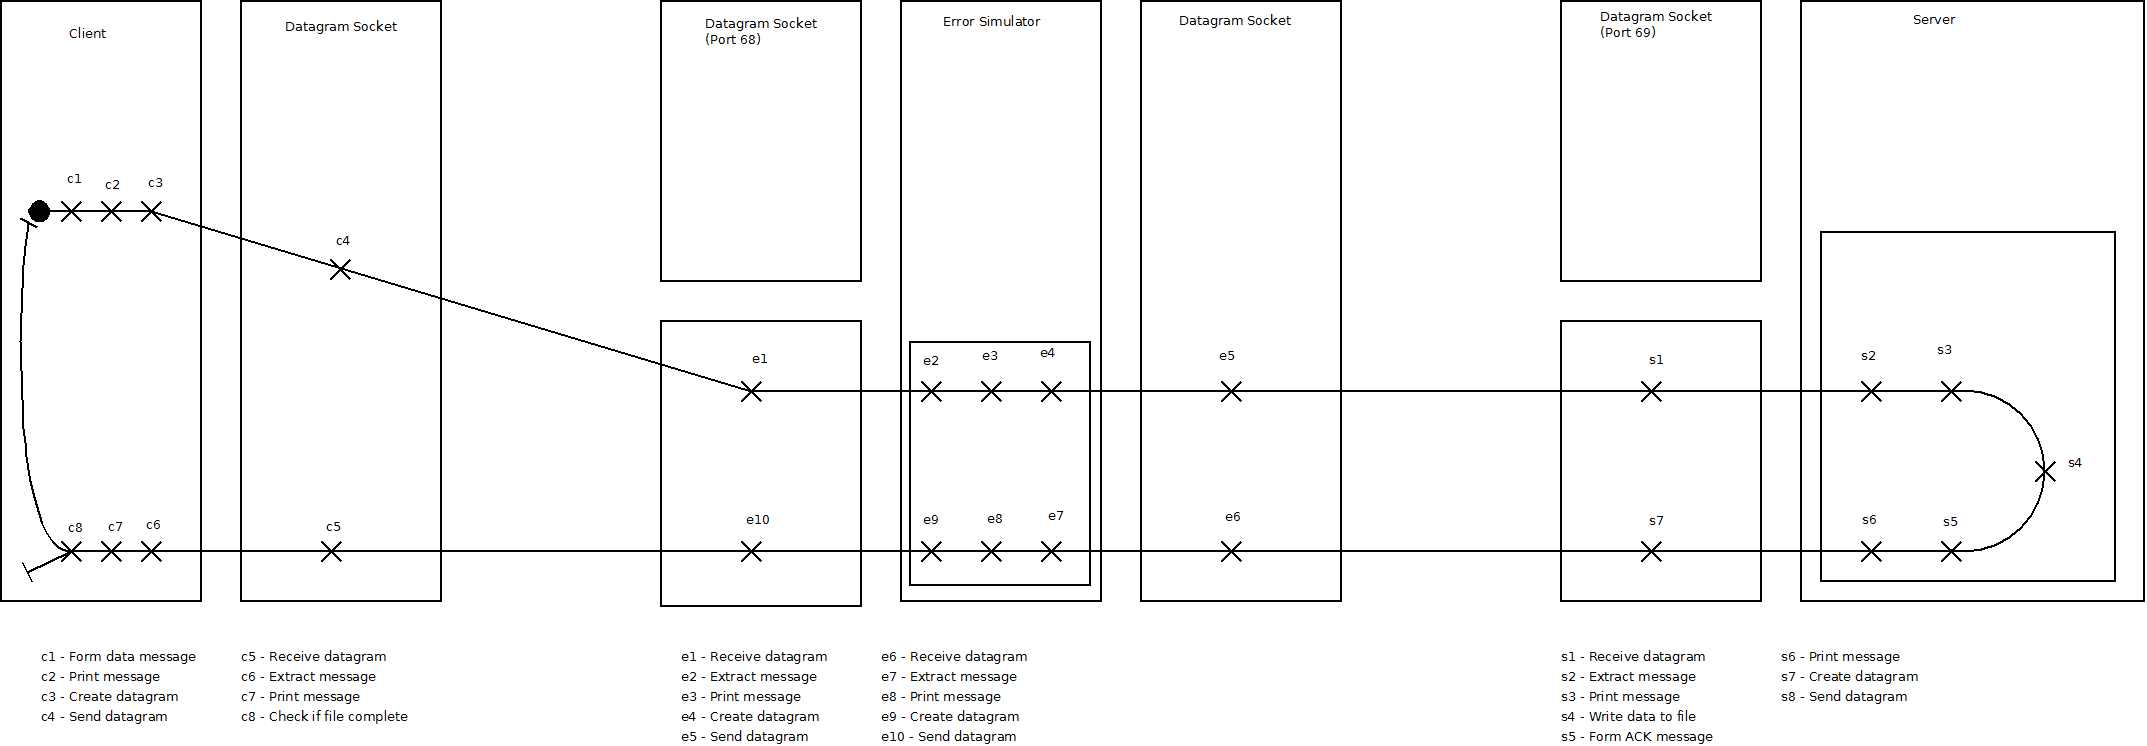 Client
Datagram Socket
Datagram Socket
(Port 68)
Error Simulator
Datagram Socket
Datagram Socket
(Port 69)
Server
c1
c2
c3
c4
e1
e2
e3
e4
e5
s1
s2
s3
s4
c8
c7
c6
c5
e10
e9
e8
e7
e6
s7
s6
s5
c1 - Form data message
c2 - Print message
c3 - Create datagram
c4 - Send datagram
c5 - Receive datagram
c6 - Extract message
c7 - Print message
c8 - Check if file complete
e1 - Receive datagram
e2 - Extract message
e3 - Print message
e4 - Create datagram
e5 - Send datagram
e6 - Receive datagram
e7 - Extract message
e8 - Print message
e9 - Create datagram
e10 - Send datagram
s1 - Receive datagram
s2 - Extract message
s3 - Print message
s4 - Write data to file
s5 - Form ACK message
s6 - Print message
s7 - Create datagram
s8 - Send datagram